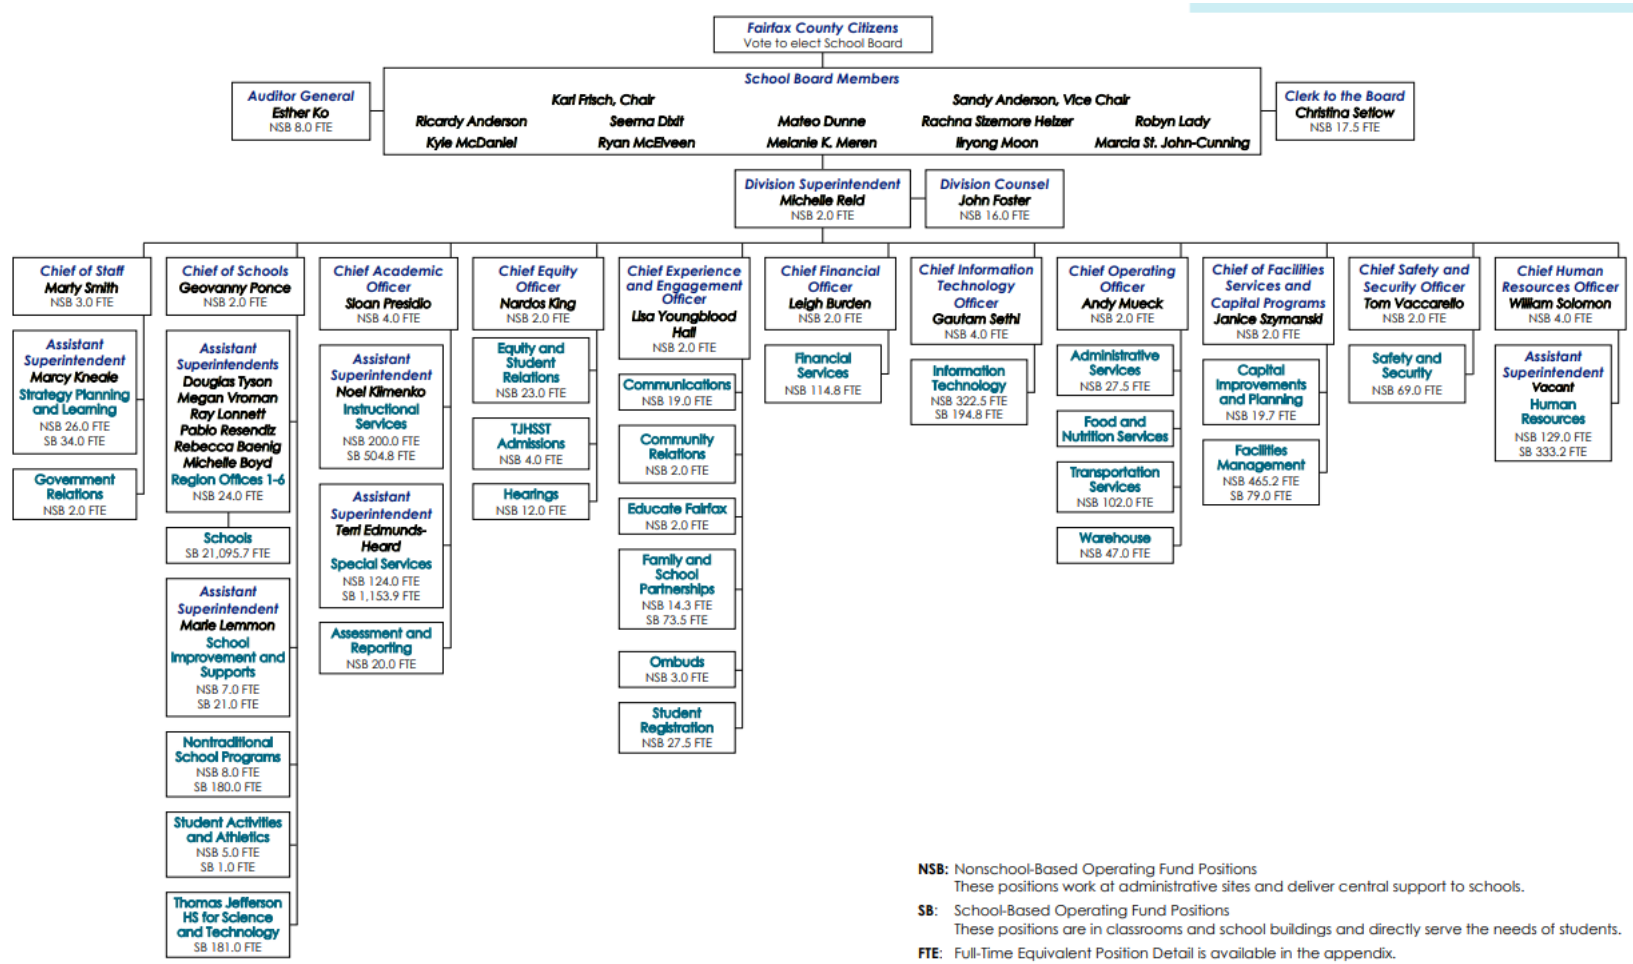 Fairfax County Citizens
Vote to elect School Board
School Board Members
Karl Frisch, Chair
Sandy Anderson, Vice Chair
Ricardy Anderson
Seema Dixit
Mateo Dunne
Rachna Sizemore Heizer
Robyn Lady
Kyle McDaniel
Ryan McElveen
Melanie K. Meren
Ilryong Moon
Marcia St. John-Cunning
Auditor General
Esther Ko
NSB 8.0 FTE
Clerk to the Board
Christina Setlow
NSB 17.5 FTE
Division Superintendent
Michelle Reid
NSB 2.0 FTE
Division Counsel
John Foster
NSB 16.0 FTE
Chief of Staff
Marty Smith
NSB 3.0 FTE
Assistant
Superintendent
Marcy Kneale
Strategy Planning
and Learning
NSB 26.0 FTE
SB 34.0 FTE
Government
Relations
NSB 2.0 FTE
Chief of Schools
Geovanny Ponce
NSB 2.0 FTE
Assistant
Superintendents
Douglas Tyson
Megan Vroman
Ray Lonnett
Pablo Resendiz
Rebecca Baenig
Michelle Boyd
Region Offices 1-6
NSB 24.0 FTE
Schools
SB 21,095.7 FTE
Assistant
Superintendent
Marie Lemmon
School
Improvement and
Supports
NSB 7.0 FTE
SB 21.0 FTE
Nontraditional
School Programs
NSB 8.0 FTE
SB 180.0 FTE
Student Activities
and Athletics
NSB 5.0 FTE
SB 1.0 FTE
Thomas Jefferson
HS for Science
and Technology
SB 181.0 FTE
Chief Academic
Officer
Sloan Presidio
NSB 4.0 FTE
Assistant
Superintendent
Noel Klimenko
Instructional
Services
NSB 200.0 FTE
SB 504.8 FTE
Assistant
Superintendent
Terri Edmunds-
Heard
Special Services
NSB 124.0 FTE
SB 1,153.9 FTE
Assessment and
Reporting
NSB 20.0 FTE
Chief Equity
Officer
Nardos King
NSB 2.0 FTE
Equity and
Student
Relations
NSB 23.0 FTE
TJHSST
Admissions
NSB 4.0 FTE
Hearings
NSB 12.0 FTE
Chief Experience
and Engagement
Officer
Lisa Youngblood
Hall
NSB 2.0 FTE
Communications
NSB 19.0 FTE
Community
Relations
NSB 2.0 FTE
Educate Fairfax
NSB 2.0 FTE
Family and
School
Partnerships
NSB 14.3 FTE
SB 73.5 FTE
Ombuds
NSB 3.0 FTE
Student
Registration
NSB 27.5 FTE
Chief Financial
Officer
Leigh Burden
NSB 2.0 FTE
Financial
Services
NSB 114.8 FTE
Chief Information
Technology
Officer
Gautam Sethi
NSB 4.0 FTE
Information
Technology
NSB 322.5 FTE
SB 194.8 FTE
Chief Operating
Officer
Andy Mueck
NSB 2.0 FTE
Administrative
Services
NSB 27.5 FTE
Food and
Nutrition Services
Transportation
Services
NSB 102.0 FTE
Warehouse
NSB 47.0 FTE
Chief of Facilities
Services and
Capital Programs
Janice Szymanski
NSB 2.0 FTE
Capital
Improvements
and Planning
NSB 19.7 FTE
Facilities
Management
NSB 465.2 FTE
SB 79.0 FTE
Chief Safety and
Security Officer
Tom Vaccarello
NSB 2.0 FTE
Safety and
Security
NSB 69.0 FTE
Chief Human
Resources Officer
William Solomon
NSB 4.0 FTE
Assistant
Superintendent
Vacant
Human
Resources
NSB 129.0 FTE
SB 333.2 FTE
NSB: Nonschool-Based Operating Fund Positions
These positions work at administrative sites and deliver central support to schools.
SB: School-Based Operating Fund Positions
These positions are in classrooms and school buildings and directly serve the needs of students.
FTE: Full-Time Equivalent Position Detail is available in the appendix.